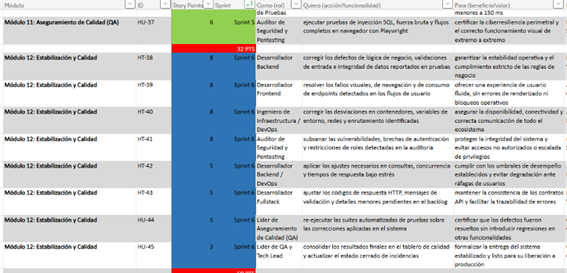 Módulo ID Story Points Sprint Como (rol) Quiero (acción/funcionalidad) Para (beneficio/valor)
de Pruebas menores a 150 ms
Módulo 11: Aseguramiento de Calidad (QA) HU-37 6 Sprint 5 Auditor de ejecutar pruebas de inyección SQL, fuerza bruta y flujos certificar la ciberresiliencia perimetral y
Seguridad y completos en navegador con Playwright el correcto funcionamiento visual de
Pentesting extremo a extremo
32 PTS
Módulo 12: Estabilización y Calidad HT-38 8 Sprint 6 Desarrollador corregir los defectos de lógica de negocio, validaciones garantizar la estabilidad operativa y el
Backend de entrada e integridad de datos reportados en pruebas cumplimiento estricto de las reglas de
negocio
Módulo 12: Estabilización y Calidad HT-39 8 Sprint 6 Desarrollador resolver los fallos visuales, de navegación y de consumo ofrecer una experiencia de usuario
Frontend de endpoints detectados en los flujos de usuario fluida, sin errores de renderizado ni
bloqueos operativos
Módulo 12: Estabilización y Calidad HT-40 8 Sprint 6 Ingeniero de corregir las desviaciones en contenedores, variables de asegurar la disponibilidad, conectividad y
Infraestructura / entorno, redes y enrutamiento identificadas correcta comunicación de todo el
DevOps ecosistema
Módulo 12: Estabilización y Calidad HT-41 8 Sprint 6 Auditor de subsanar las vulnerabilidades, brechas de autenticación proteger la integridad del sistema y
Seguridad y y restricciones de roles detectadas en la auditoría evitar accesos no autorizados o escalada
Pentesting de privilegios
Módulo 12: Estabilización y Calidad HT-42 5 Sprint 6 Desarrollador aplicar los ajustes necesarios en consultas, concurrencia cumplir con los umbrales de desempeño
Backend / y tiempos de respuesta bajo estrés establecidos y evitar degradación ante
DevOps ráfagas de usuarios
Módulo 12: Estabilización y Calidad HT-43 5 Sprint 6 Desarrollador ajustar los códigos de respuesta HTTP, mensajes de mantener la consistencia de los contratos
Fullstack validación y detalles menores pendientes en el backlog API y facilitar la trazabilidad de errores
Módulo 12: Estabilización y Calidad HU-44 5 Sprint 6 Líder de re-ejecutar las suites automatizadas de pruebas sobre certificar que los defectos fueron
Aseguramiento las correcciones aplicadas en el sistema resueltos sin introducir regresiones en
de Calidad (QA) otras funcionalidades
Módulo 12: Estabilización y Calidad HU-45 5 Sprint 6 Líder de QA y consolidar los resultados finales en el tablero de calidad formalizar la entrega del sistema
Tech Lead y actualizar el estado cerrado de incidencias estabilizado y listo para su liberación a
producción